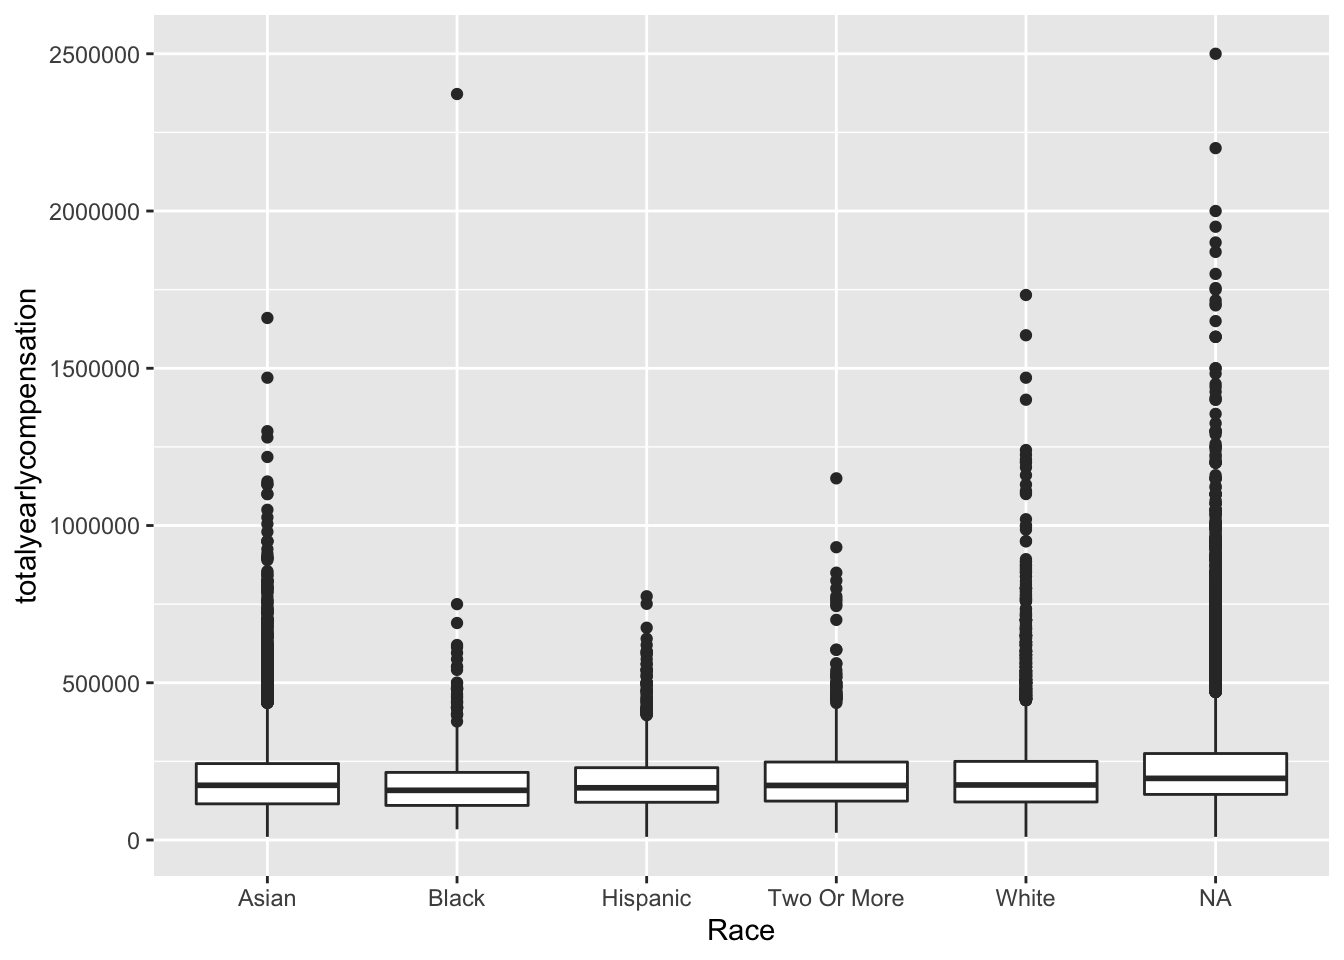 totalyearlycompensation
2500000
2000000
1500000
1000000
500000
0
Asian Black Hispanic Two Or More White NA
Race